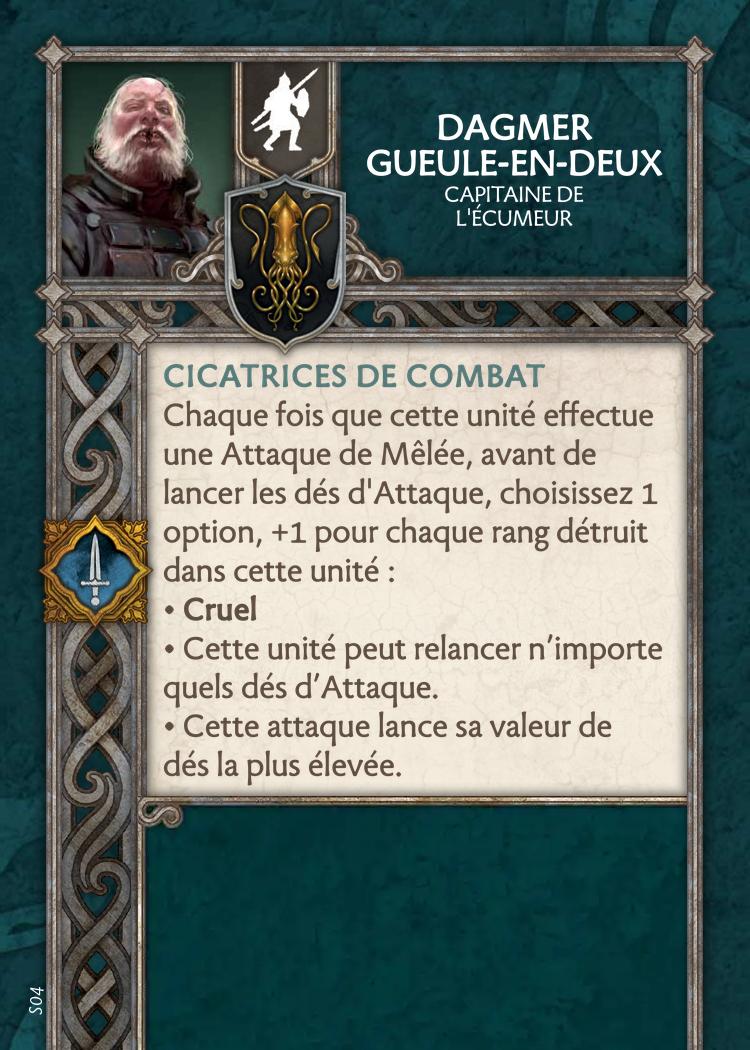 DAGMER
GUEULE-EN-DEUX
CAPITAINE DE
L'ÉCUMEUR
CICATRICES DE COMBAT
Chaque fois que cette unité effectue
une Attaque de Mêlée, avant de
lancer les dés d'Attaque, choisissez 1
option, +1 pour chaque rang détruit
dans cette unité :
• Cruel
• Cette unité peut relancer n’importe
quels dés d’Attaque.
• Cette attaque lance sa valeur de
dés la plus élevée.
S04